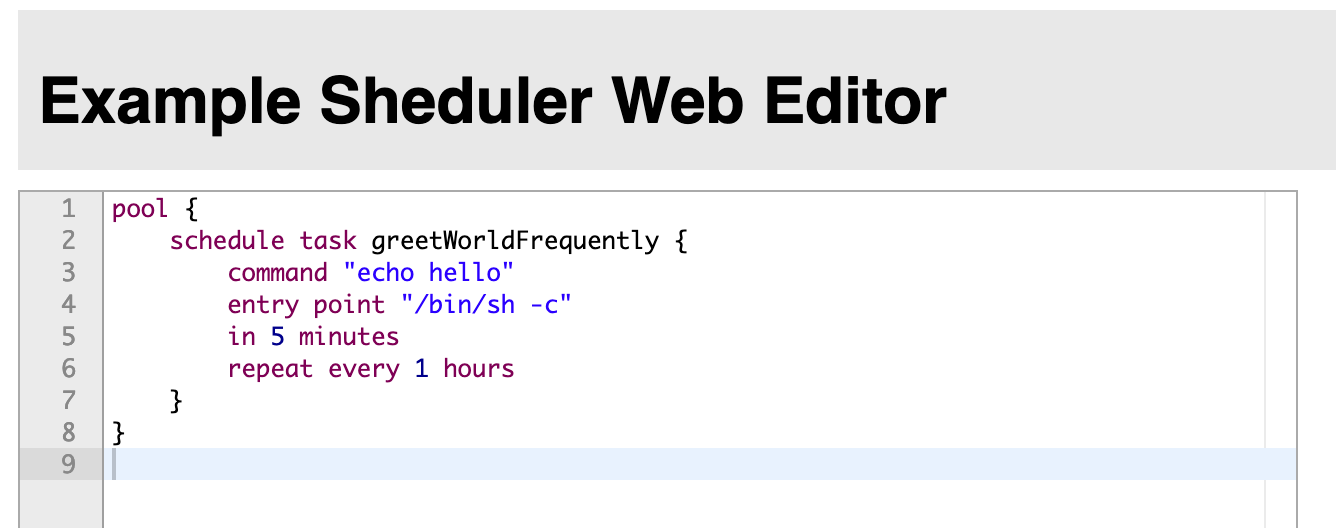 Example Sheduler Web Editor
1 pool {
2     schedule task greetWorldFrequently {
3         command "echo hello"
4         entry point "/bin/sh -c"
5         in 5 minutes
6         repeat every 1 hours
7     }
8 }
9